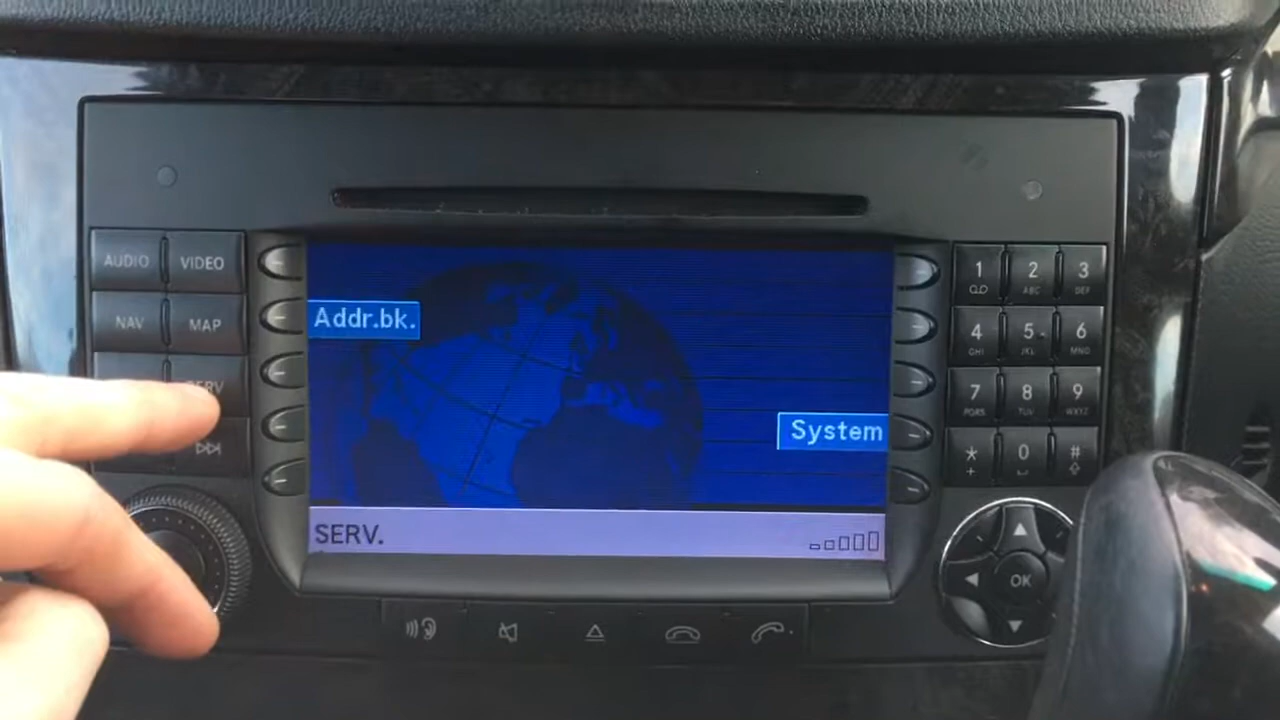 AUDIO VIDEO
NAV MAP
SERV
Addr.bk.
System
SERV.
1 2 3
ABC DEF
4 5 6
GHI JKL MNO
7 8 9
PQRS TUV WXYZ
* 0 #
+
OK